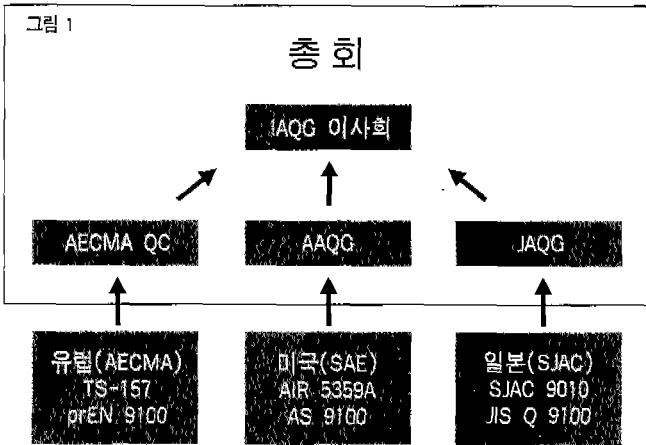 그림 1
총 회
IAQG 이사회
AECMA QC
AAQG
JAQG
유럽(AECMA)
TS-157
prEN 9100
미국(SAE)
AIR 5359A
AS 9100
일본(SJAC)
SJAC 9010
JIS Q 9100